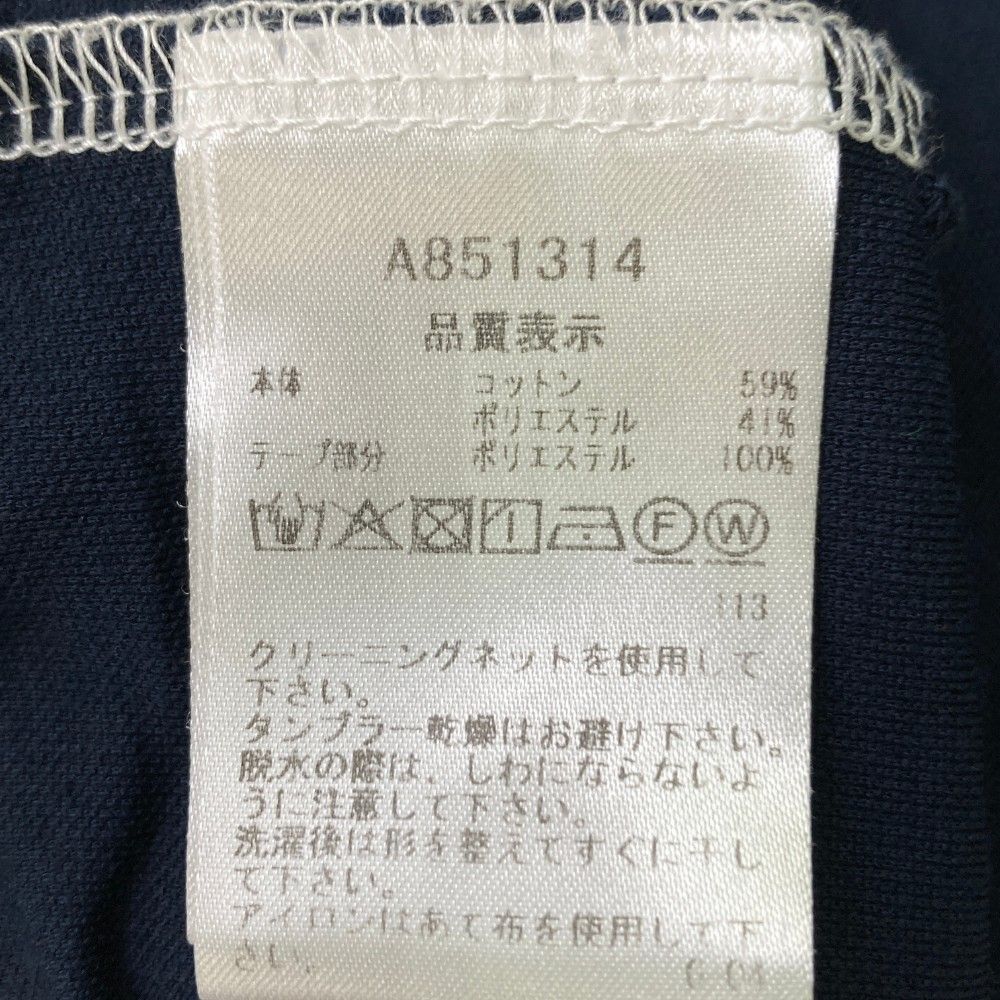 A851314
品質表示
本体 コットン 59%
ポリエステル 41%
テープ部分 ポリエステル 100%
F W
113
クリーニングネットを使用して
下さい。
タンブラー乾燥はお避け下さい。
脱水の際は、しわにならないよ
うに注意して下さい。
洗濯後は形を整えてすぐに干し
て下さい。
アイロンはあて布を使用して下
さい。